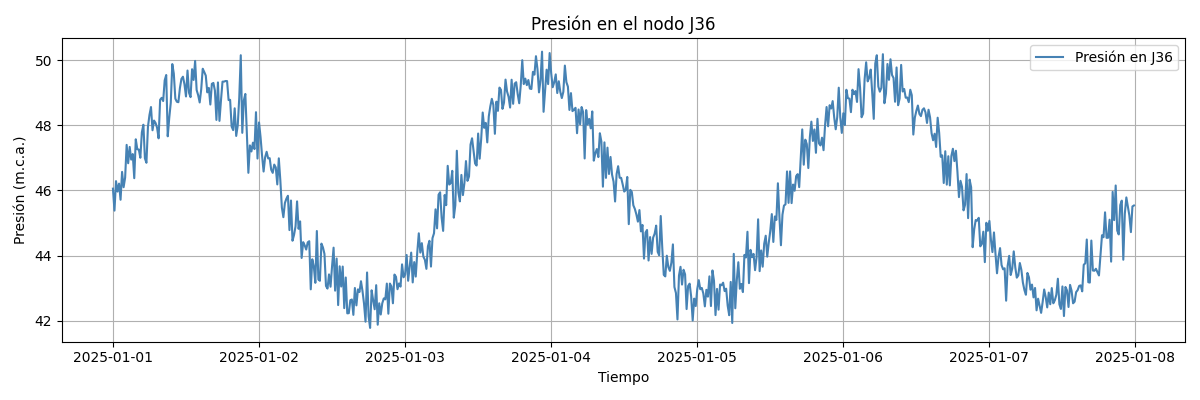 Presión en el nodo J36
Presión en J36
Presión (m.c.a.)
50
48
46
44
42
2025-01-01 2025-01-02 2025-01-03 2025-01-04 2025-01-05 2025-01-06 2025-01-07 2025-01-08
Tiempo